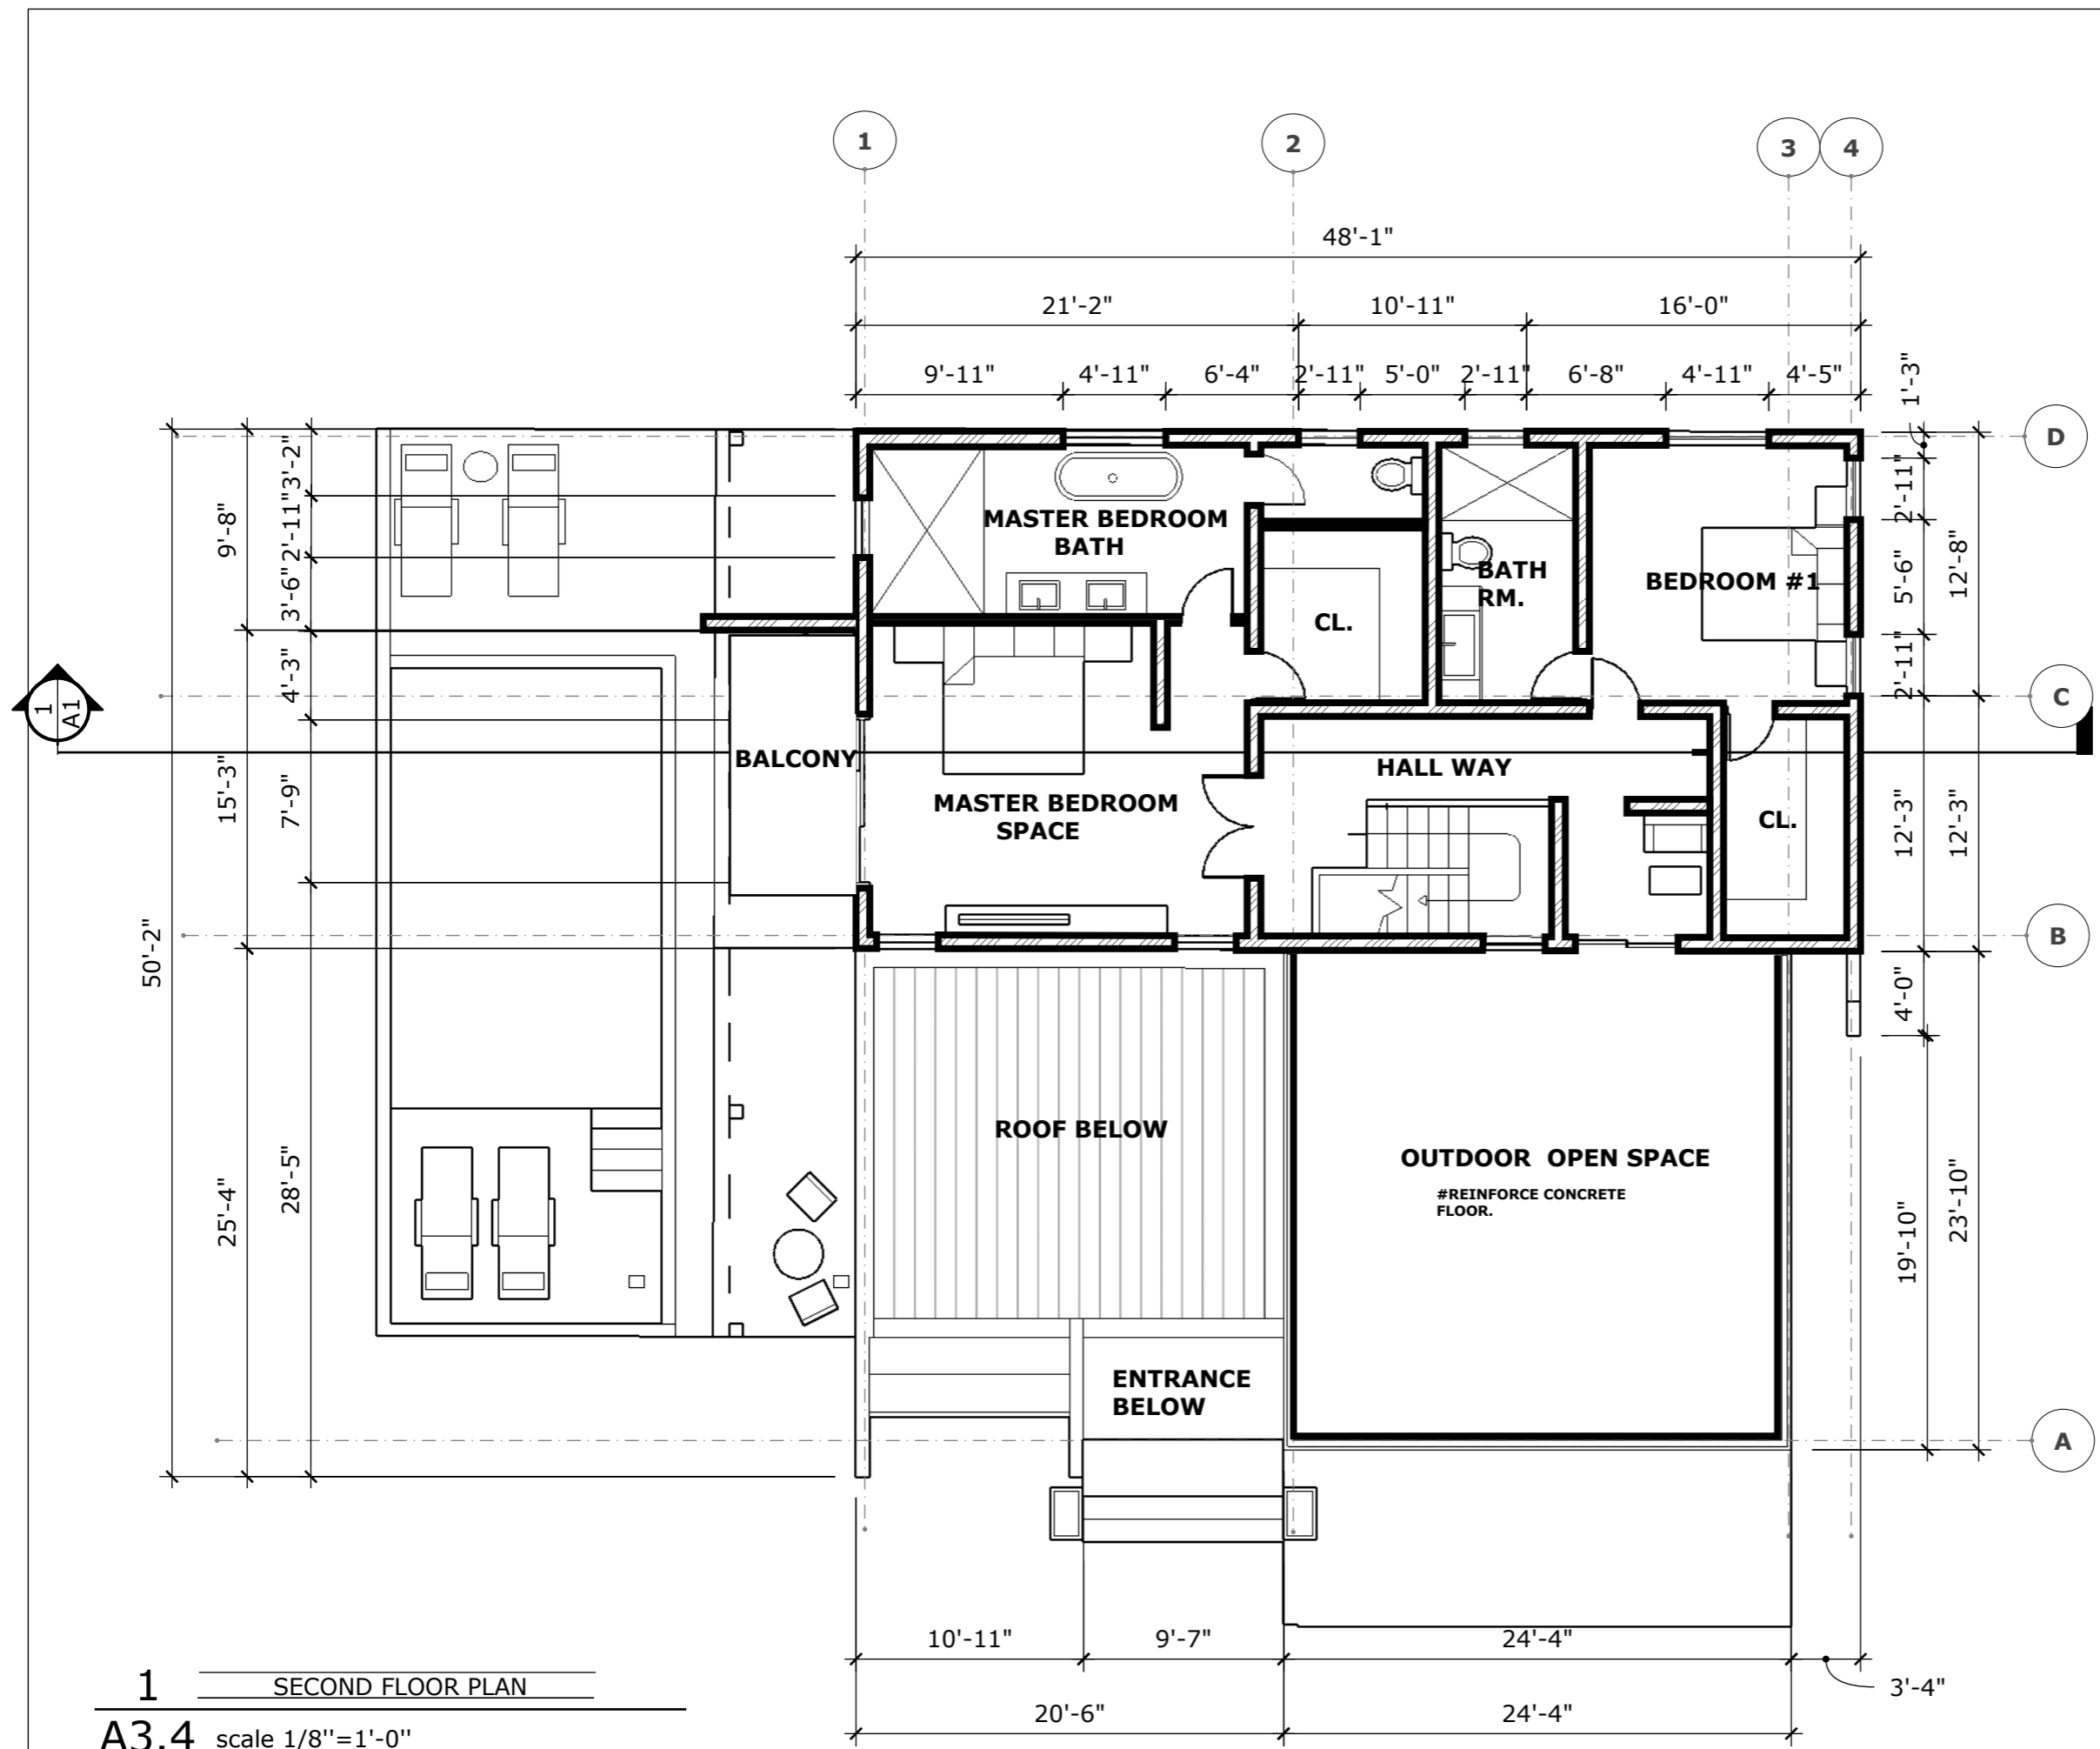 1
2
3
4
48'-1"
21'-2"
10'-11"
16'-0"
9'-11"
4'-11"
6'-4"
2'-11"
5'-0"
2'-11"
6'-8"
4'-11"
4'-5"
1'-3"
D
3'-2"
2'-11"
3'-6"
9'-8"
2'-11"
5'-6"
2'-11"
12'-8"
MASTER BEDROOM
BATH
BATH
RM.
BEDROOM #1
CL.
4'-3"
1
A1
C
BALCONY
HALL WAY
MASTER BEDROOM
SPACE
CL.
7'-9"
15'-3"
12'-3"
12'-3"
50'-2"
B
4'-0"
ROOF BELOW
OUTDOOR OPEN SPACE
#REINFORCE CONCRETE
FLOOR.
25'-4"
28'-5"
19'-10"
23'-10"
ENTRANCE
BELOW
A
10'-11"
9'-7"
24'-4"
3'-4"
20'-6"
24'-4"
1
SECOND FLOOR PLAN
A3.4
scale 1/8''=1'-0''